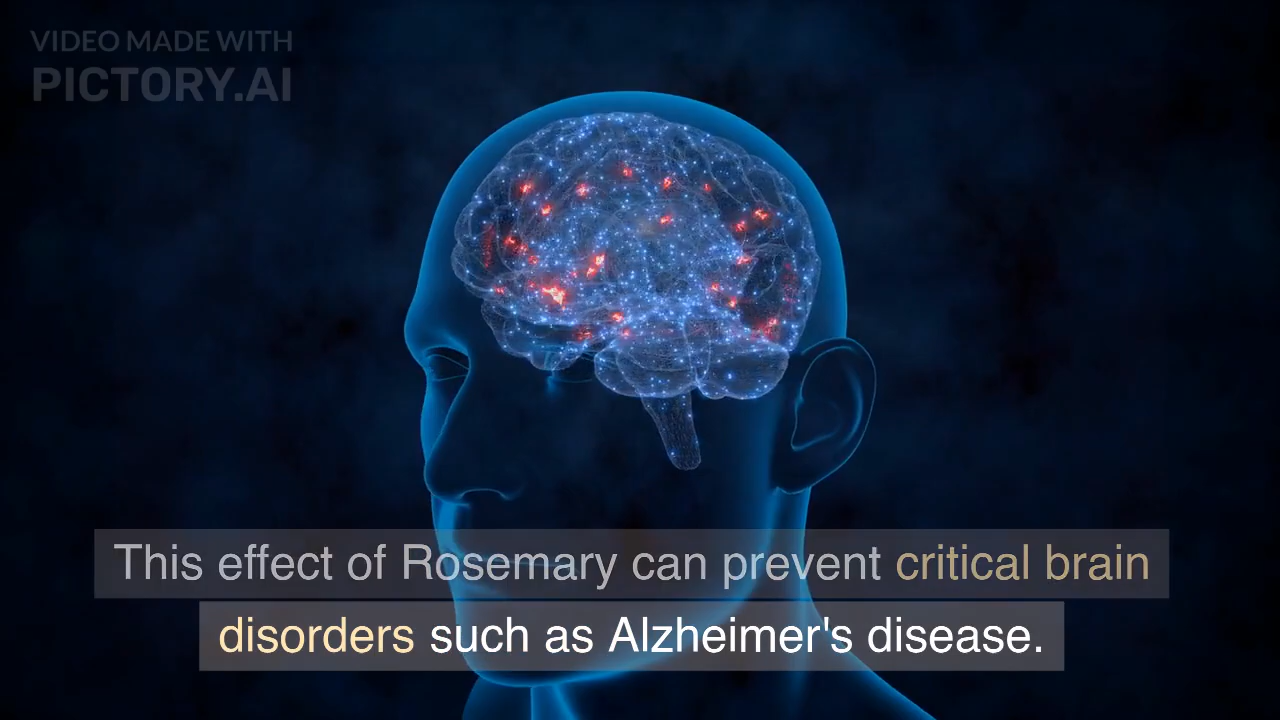 VIDEO MADE WITH
PICTORY.AI
This effect of Rosemary can prevent critical brain
disorders such as Alzheimer's disease.